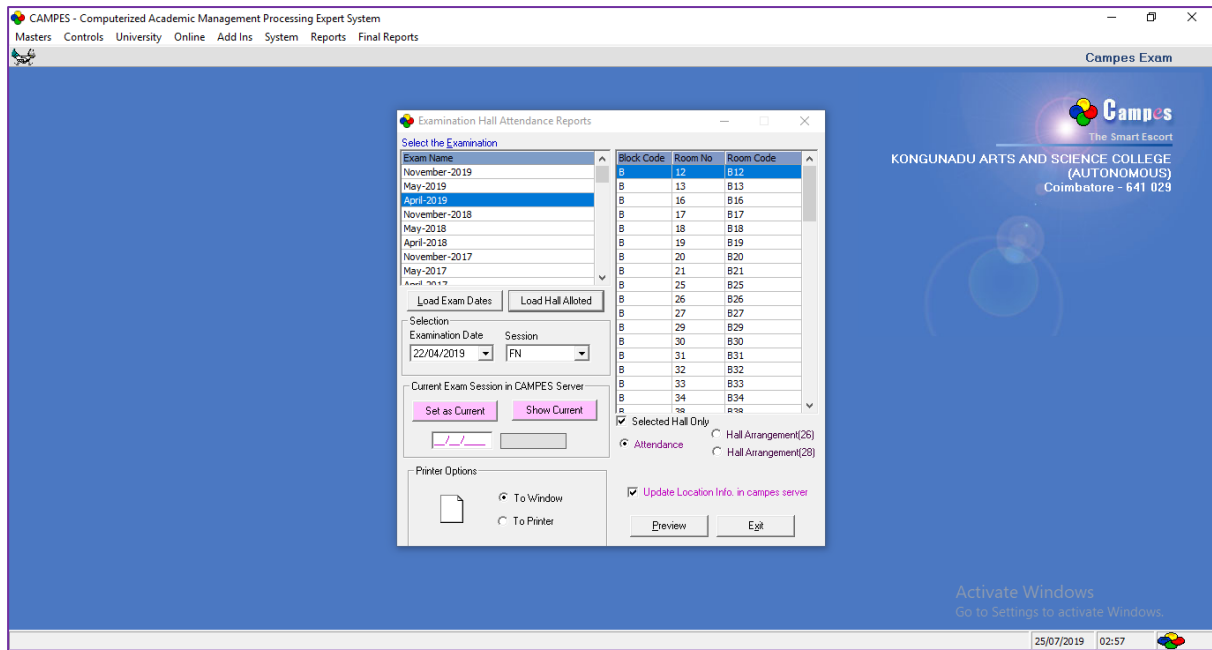 CAMPES - Computerized Academic Management Processing Expert System
Masters Controls University Online Add Ins System Reports Final Reports
Campes Exam
Campes
The Smart Escort
KONGUNADU ARTS AND SCIENCE COLLEGE
(AUTONOMOUS)
Coimbatore - 641 029
Examination Hall Attendance Reports
Select the Examination
Exam Name
November-2019
May-2019
April-2019
November-2018
May-2018
April-2018
November-2017
May-2017
April-2017
Load Exam Dates Load Hall Alloted
Selection
Examination Date Session
22/04/2019 FN
Current Exam Session in CAMPES Server
Set as Current Show Current
__/__/____
Printer Options
To Window
To Printer
Block Code Room No Room Code
B 12 B12
B 13 B13
B 16 B16
B 17 B17
B 18 B18
B 19 B19
B 20 B20
B 21 B21
B 25 B25
B 26 B26
B 27 B27
B 29 B29
B 30 B30
B 31 B31
B 32 B32
B 33 B33
B 34 B34
B 38 B38
Selected Hall Only
Hall Arrangement(26)
Attendance
Hall Arrangement(28)
Update Location Info. in campes server
Preview Exit
Activate Windows
Go to Settings to activate Windows.
25/07/2019 02:57